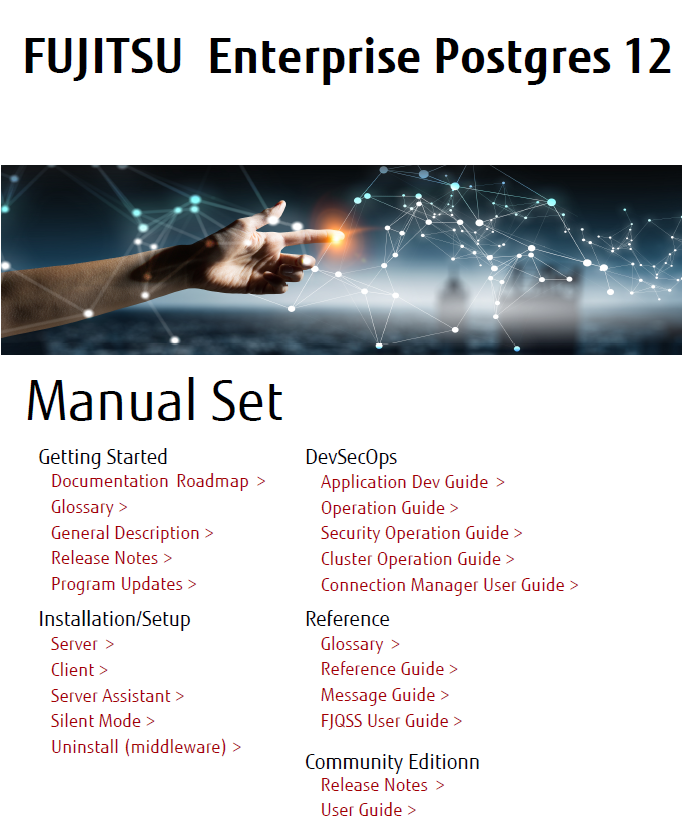 FUJITSU Enterprise Postgres 12
Manual Set
Getting Started
Documentation Roadmap >
Glossary >
General Description >
Release Notes >
Program Updates >
Installation/Setup
Server >
Client >
Server Assistant >
Silent Mode >
Uninstall (middleware) >
DevSecOps
Application Dev Guide >
Operation Guide >
Security Operation Guide >
Cluster Operation Guide >
Connection Manager User Guide >
Reference
Glossary >
Reference Guide >
Message Guide >
FJQSS User Guide >
Community Editionn
Release Notes >
User Guide >